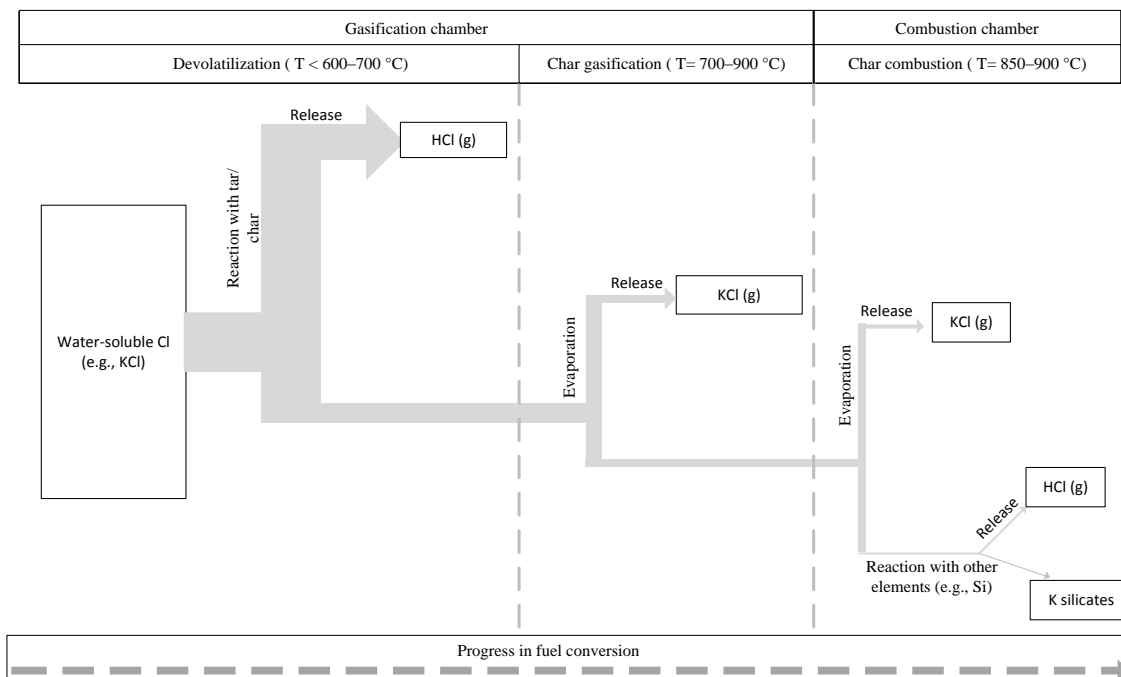 Gasification chamber
Combustion chamber
Devolatilization ( T < 600–700 °C)
Char gasification ( T= 700–900 °C)
Char combustion ( T= 850–900 °C)
Release
HCl (g)
Reaction with tar/
char
Water-soluble Cl
(e.g., KCl)
Release
KCl (g)
Evaporation
Release
KCl (g)
Evaporation
HCl (g)
Release
Reaction with other
elements (e.g., Si)
K silicates
Progress in fuel conversion